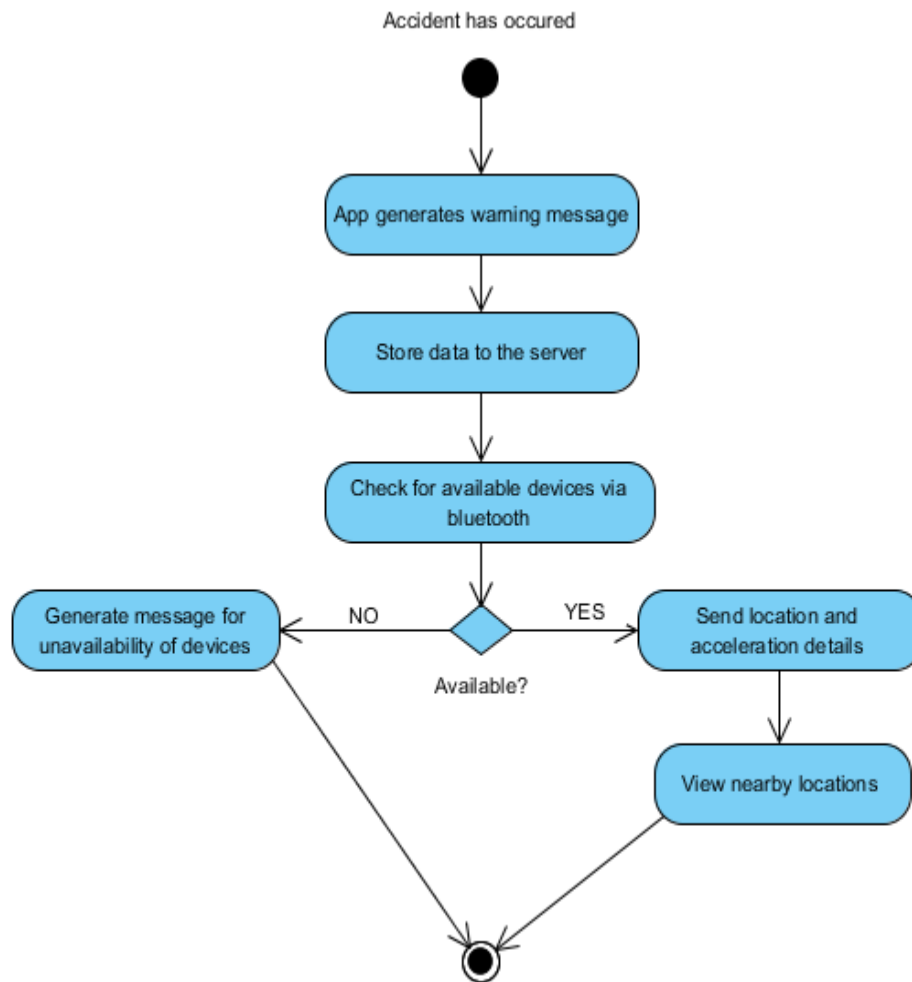 Accident has occured
App generates warning message
Store data to the server
Check for available devices via
bluetooth
NO
YES
Generate message for
unavailability of devices
Send location and
acceleration details
Available?
View nearby locations